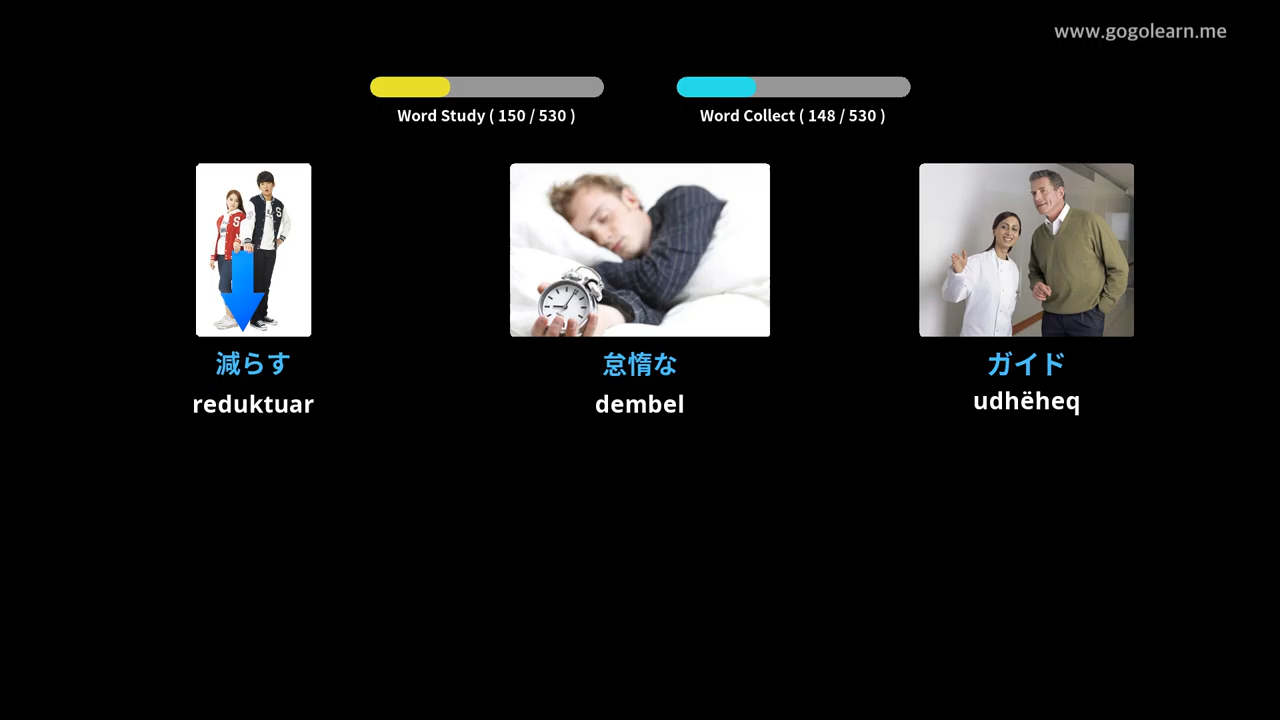 www.gogolearn.me
Word Study ( 150 / 530 )
Word Collect ( 148 / 530 )
減らす
reduktuar
怠惰な
dembel
ガイド
udhëheq